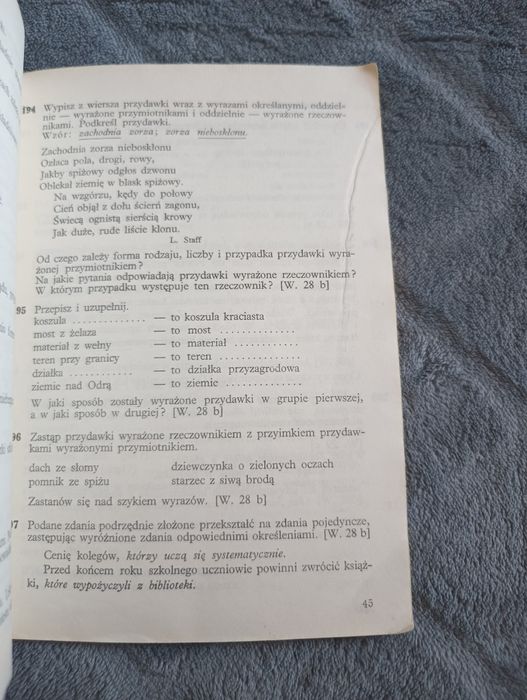 194 Wypisz z wiersza przydawki wraz z wyrazami określanymi, oddziel-
nie — wyrażone przymiotnikami i oddzielnie — wyrażone rzeczow-
nikami. Podkreśl przydawki.
Wzór: zachodnia zorza; zorza nieboskłonu.
Zachodnia zorza nieboskłonu
Ozłaca pola, drogi, rowy,
Jakby spiżowy odgłos dzwonu
Oblekał ziemię w blask spiżowy.
Na wzgórzu, kędy do połowy
Cień objął z dołu ścierń zagonu,
Świecą ognistą sierścią krowy
Jak duże, rude liście klonu.
L. Staff
Od czego zależy forma rodzaju, liczby i przypadka przydawki wyra-
żonej przymiotnikiem?
Na jakie pytania odpowiadają przydawki wyrażone rzeczownikiem?
W którym przypadku występuje ten rzeczownik? [W. 28 b]
95 Przepisz i uzupełnij.
koszula ............. — to koszula kraciasta
most z żelaza — to most .............
materiał z wełny — to materiał .............
teren przy granicy — to teren .............
działka ............ — to działka przyzagrodowa
ziemie nad Odrą — to ziemie .............
W jaki sposób zostały wyrażone przydawki w grupie pierwszej,
a w jaki sposób w drugiej? [W. 28 b]
96 Zastąp przydawki wyrażone rzeczownikiem z przyimkiem przydaw-
kami wyrażonymi przymiotnikiem.
dach ze słomy dziewczynka o zielonych oczach
pomnik ze spiżu starzec z siwą brodą
Zastanów się nad szykiem wyrazów. [W. 28 b]
97 Podane zdania podrzędnie złożone przekształć na zdania pojedyncze,
zastępując wyróżnione zdania odpowiednimi określeniami. [W. 28 b]
Cenię kolegów, którzy uczą się systematycznie.
Przed końcem roku szkolnego uczniowie powinni zwrócić książ-
ki, które wypożyczyli z biblioteki.
45